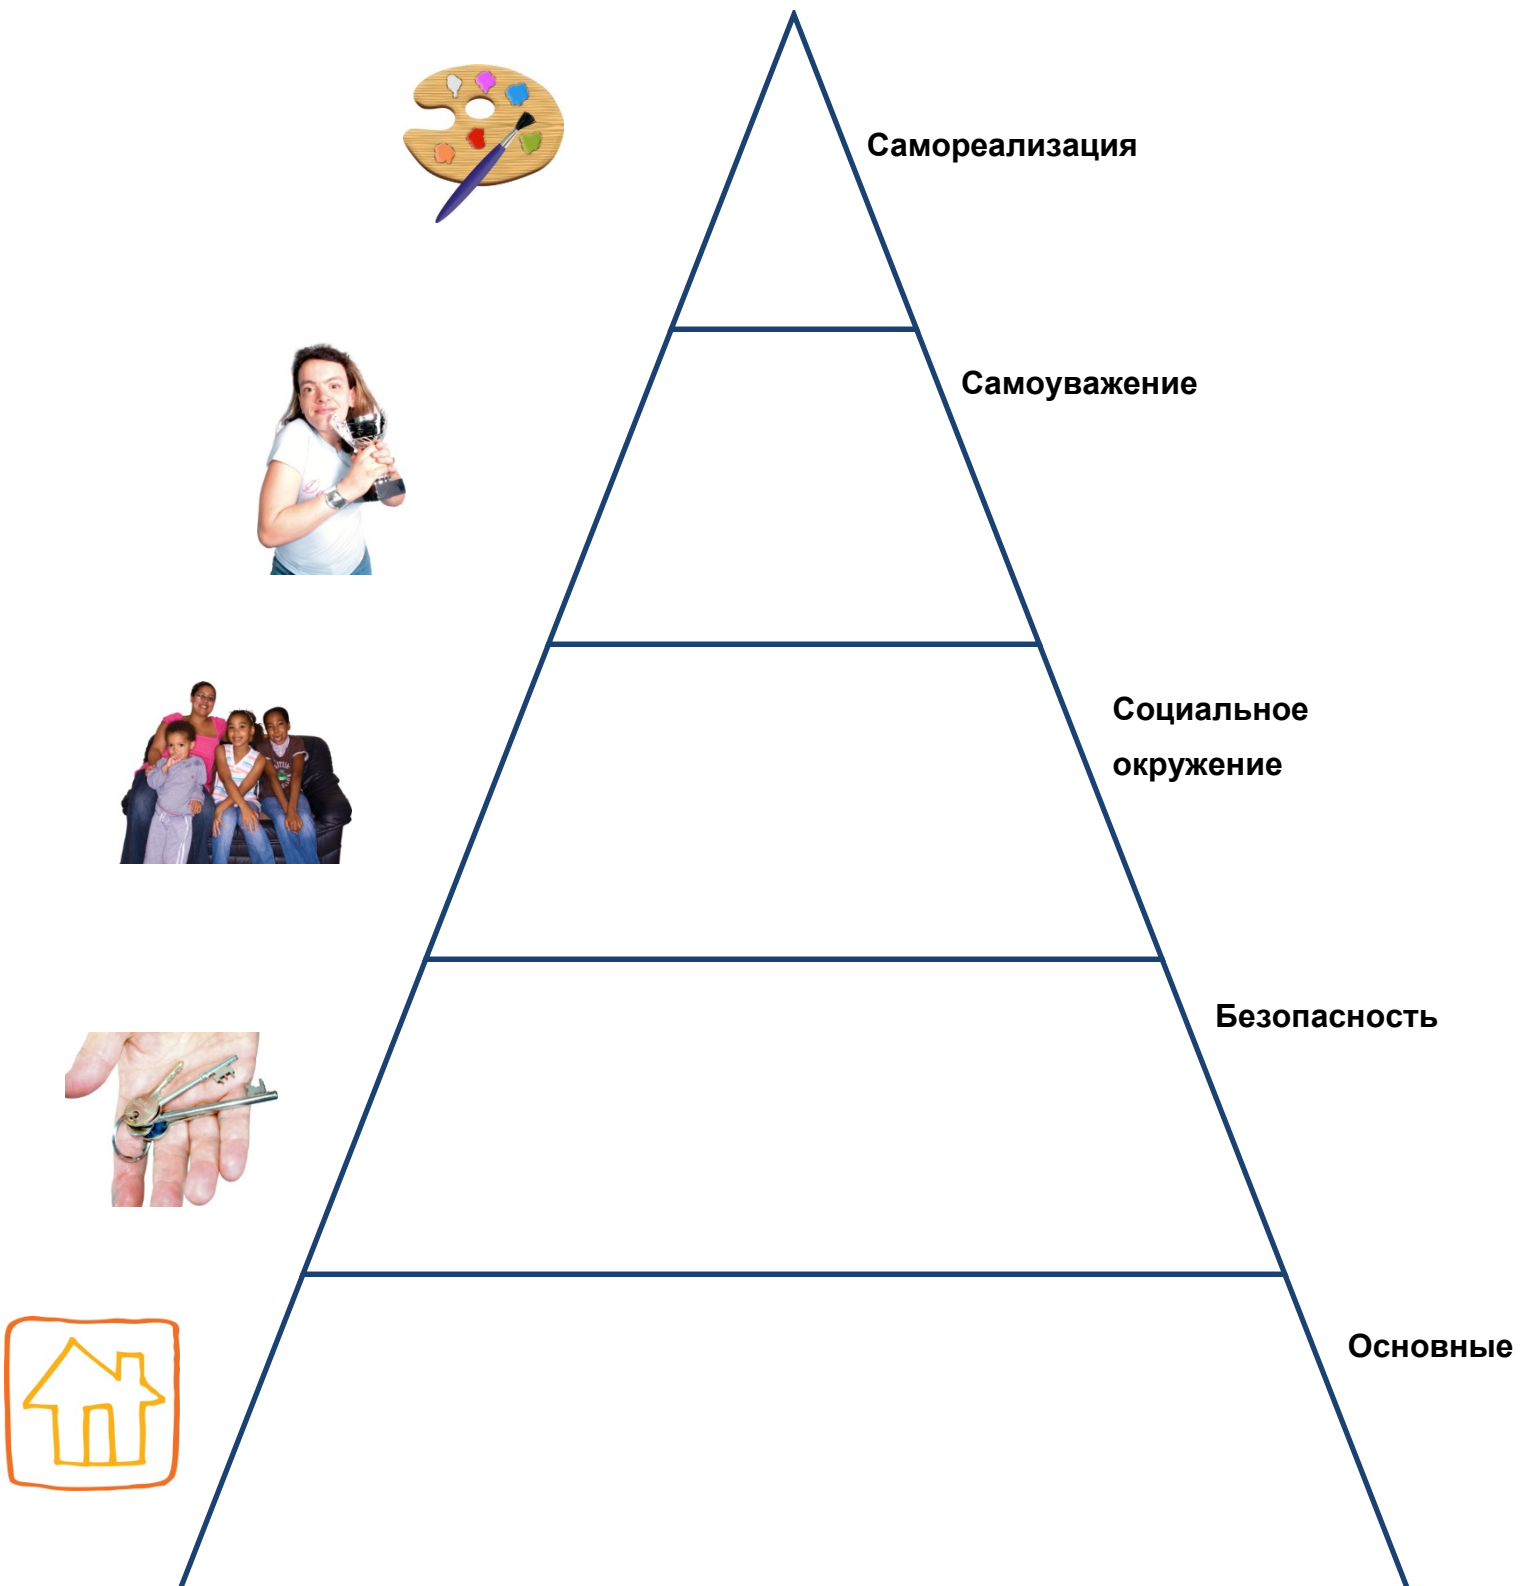 Самореализация
Самоуважение
Социальное
окружение
Безопасность
Основные